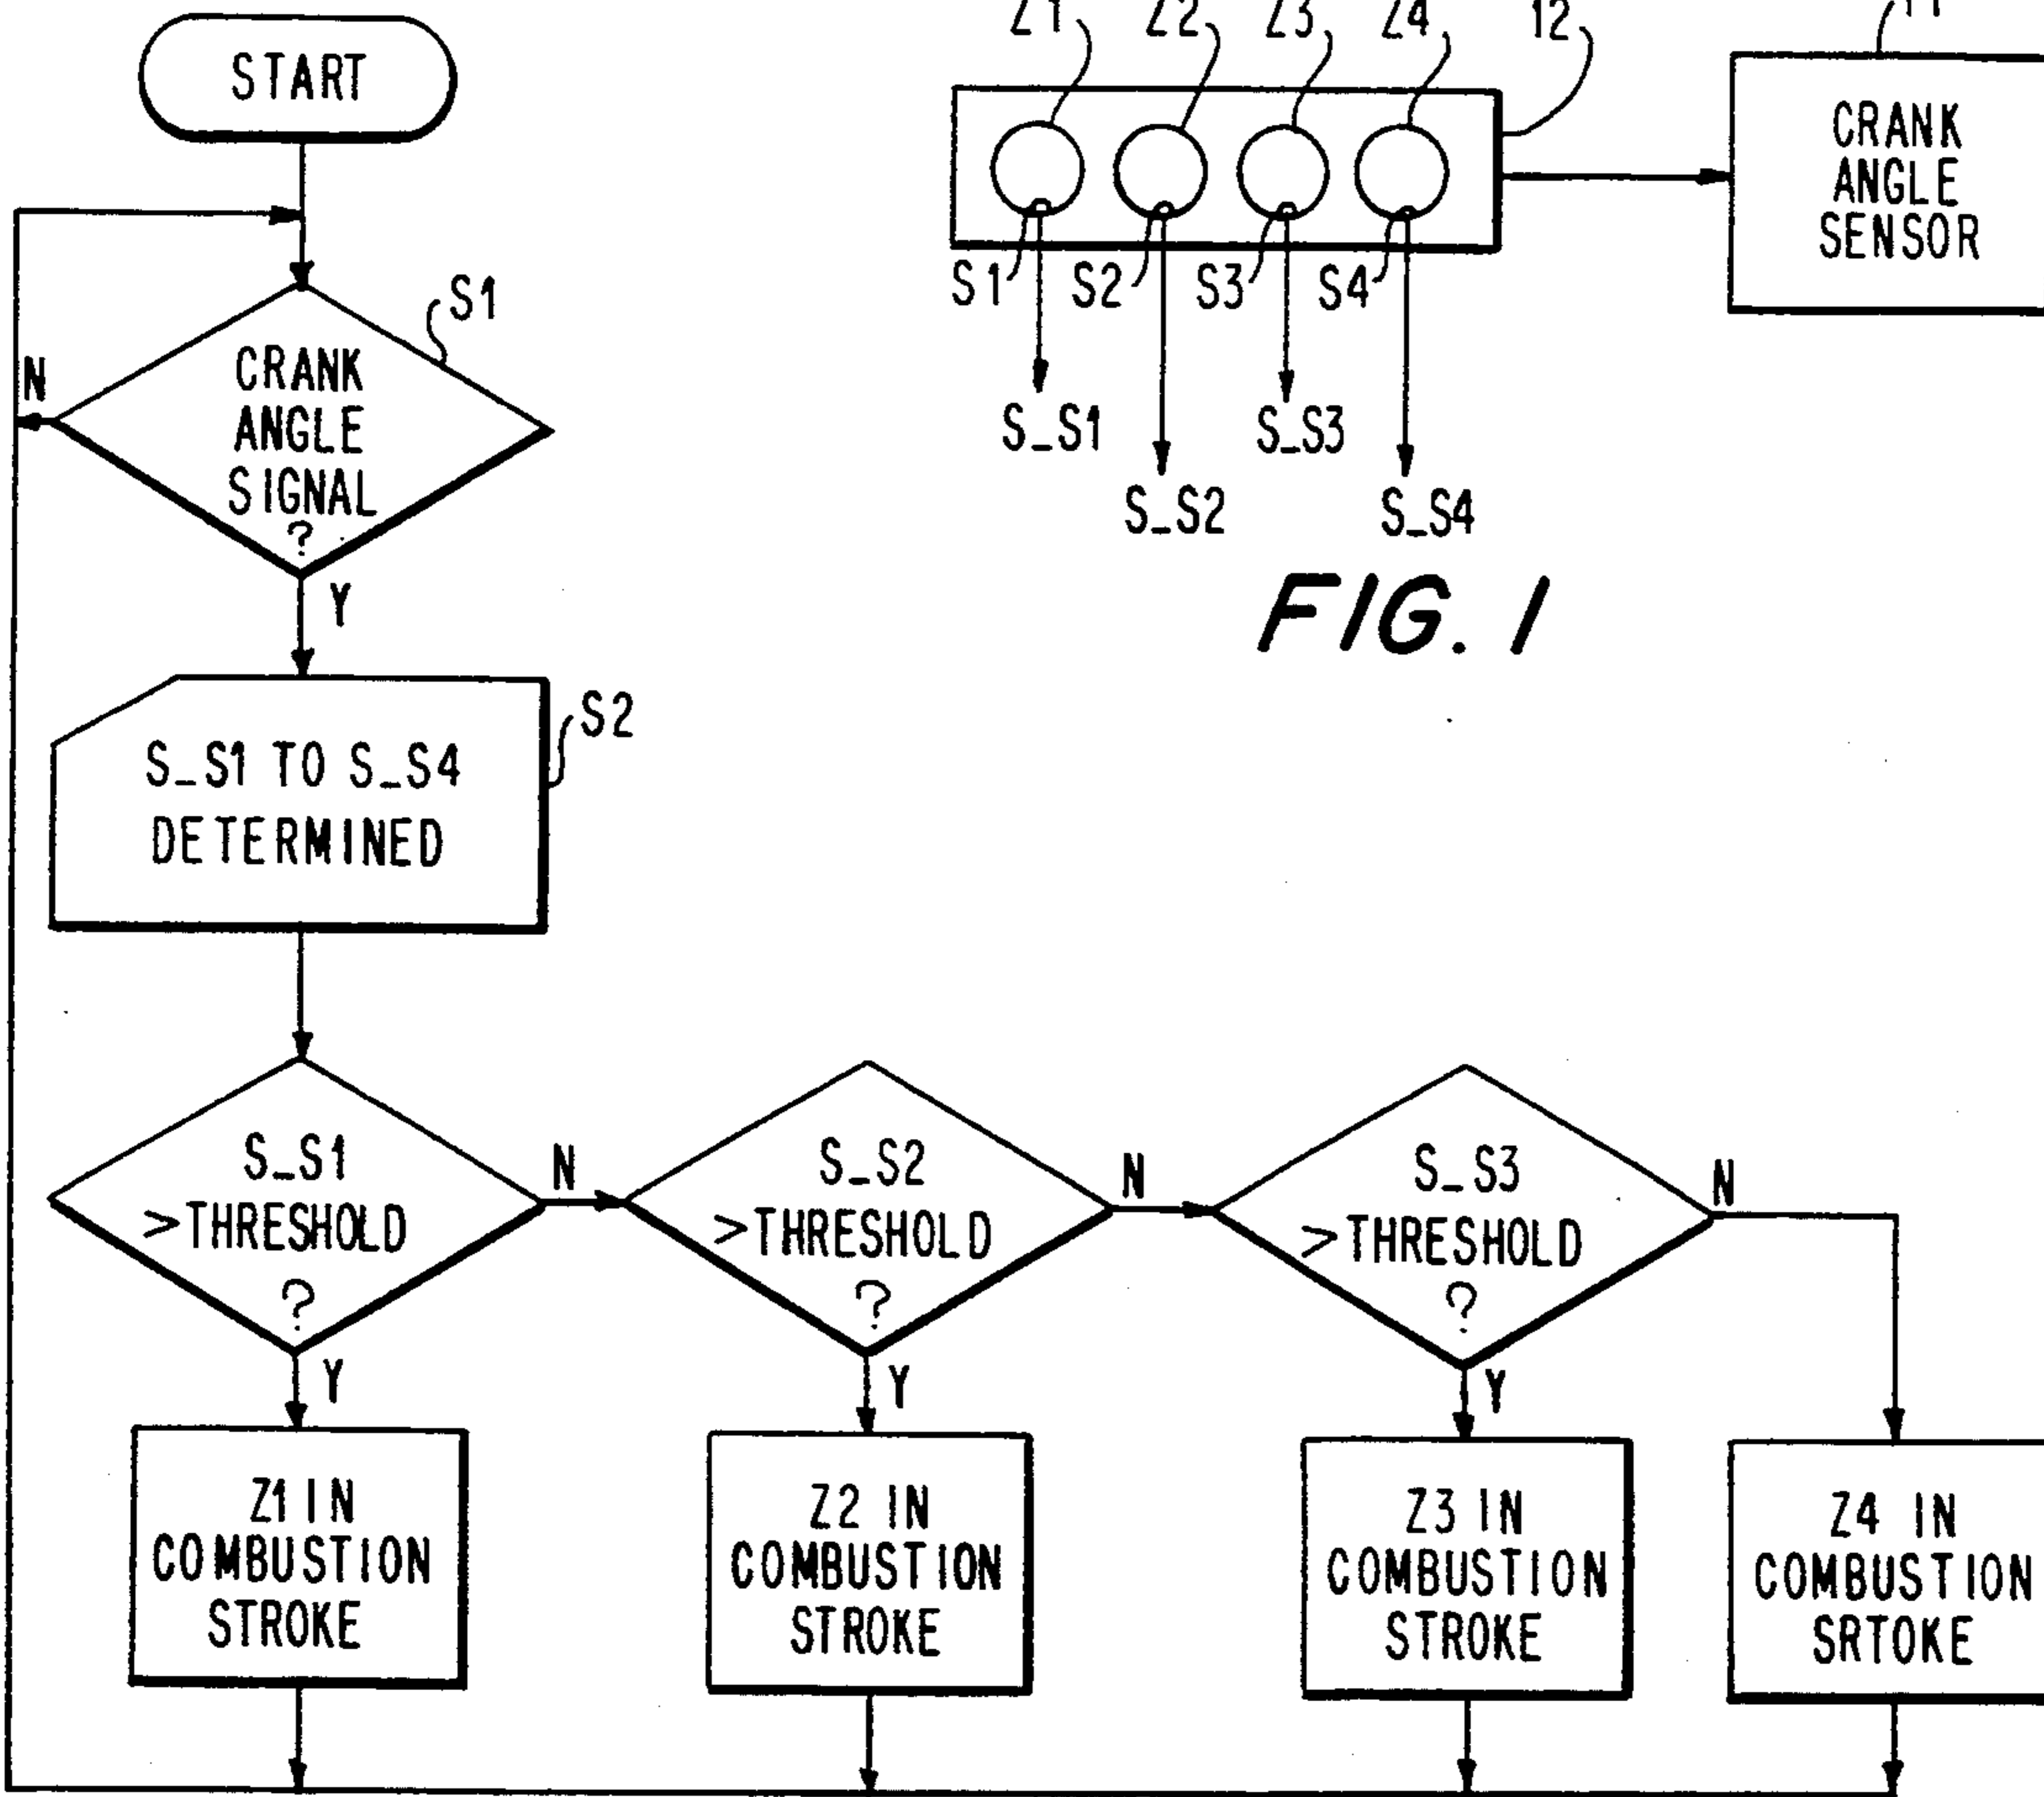 START
Z1 Z2 Z3 Z4 12 11
CRANK
ANGLE
SENSOR
S1 S2 S3 S4
S_S1
S_S3
S_S2
S_S4
FIG. 1
S1
N
CRANK
ANGLE
SIGNAL
?
Y
S2
S_S1 TO S_S4
DETERMINED
S_S1
>THRESHOLD
?
N
Y
S_S2
>THRESHOLD
?
N
Y
S_S3
>THRESHOLD
?
N
Y
Z1 IN
COMBUSTION
STROKE
Z2 IN
COMBUSTION
STROKE
Z3 IN
COMBUSTION
STROKE
Z4 IN
COMBUSTION
SRTOKE